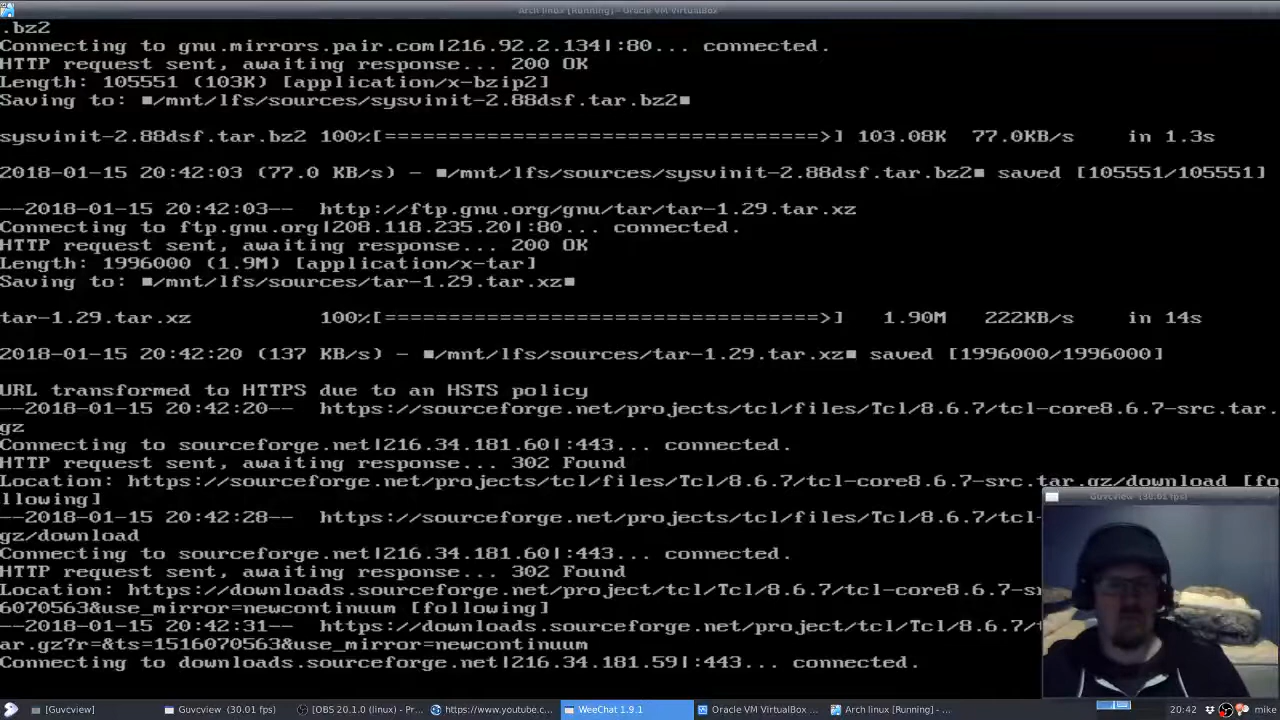 Arch linux [Running] - Oracle VM VirtualBox
.bz2
Connecting to gnu.mirrors.pair.com|216.92.2.134|:80... connected.
HTTP request sent, awaiting response... 200 OK
Length: 105551 (103K) [application/x-bzip2]
Saving to: ■/mnt/lfs/sources/sysvinit-2.88dsf.tar.bz2■
sysvinit-2.88dsf.tar.bz2 100%[===================================>] 103.08K 77.0KB/s in 1.3s
2018-01-15 20:42:03 (77.0 KB/s) - ■/mnt/lfs/sources/sysvinit-2.88dsf.tar.bz2■ saved [105551/105551]
--2018-01-15 20:42:03-- http://ftp.gnu.org/gnu/tar/tar-1.29.tar.xz
Connecting to ftp.gnu.org|208.118.235.20|:80... connected.
HTTP request sent, awaiting response... 200 OK
Length: 1996000 (1.9M) [application/x-tar]
Saving to: ■/mnt/lfs/sources/tar-1.29.tar.xz■
tar-1.29.tar.xz 100%[===================================>] 1.90M 222KB/s in 14s
2018-01-15 20:42:20 (137 KB/s) - ■/mnt/lfs/sources/tar-1.29.tar.xz■ saved [1996000/1996000]
URL transformed to HTTPS due to an HSTS policy
--2018-01-15 20:42:20-- https://sourceforge.net/projects/tcl/files/Tcl/8.6.7/tcl-core8.6.7-src.tar.
gz
Connecting to sourceforge.net|216.34.181.60|:443... connected.
HTTP request sent, awaiting response... 302 Found
Location: https://sourceforge.net/projects/tcl/files/Tcl/8.6.7/tcl-core8.6.7-src.tar.gz/download [fo
llowing]
Guvcview (30.01 fps)
--2018-01-15 20:42:28-- https://sourceforge.net/projects/tcl/files/Tcl/8.6.7/tcl-
gz/download
Connecting to sourceforge.net|216.34.181.60|:443... connected.
HTTP request sent, awaiting response... 302 Found
Location: https://downloads.sourceforge.net/project/tcl/Tcl/8.6.7/tcl-core8.6.7-s
6070563&use_mirror=newcontinuum [following]
--2018-01-15 20:42:31-- https://downloads.sourceforge.net/project/tcl/Tcl/8.6.7/t
ar.gz?r=&ts=1516070563&use_mirror=newcontinuum
Connecting to downloads.sourceforge.net|216.34.181.59|:443... connected.
[Guvcview] Guvcview (30.01 fps) [OBS 20.1.0 (linux) - Pr... https://www.youtube.c... WeeChat 1.9.1 Oracle VM VirtualBox ... Arch linux [Running] - ... 20:42 mike